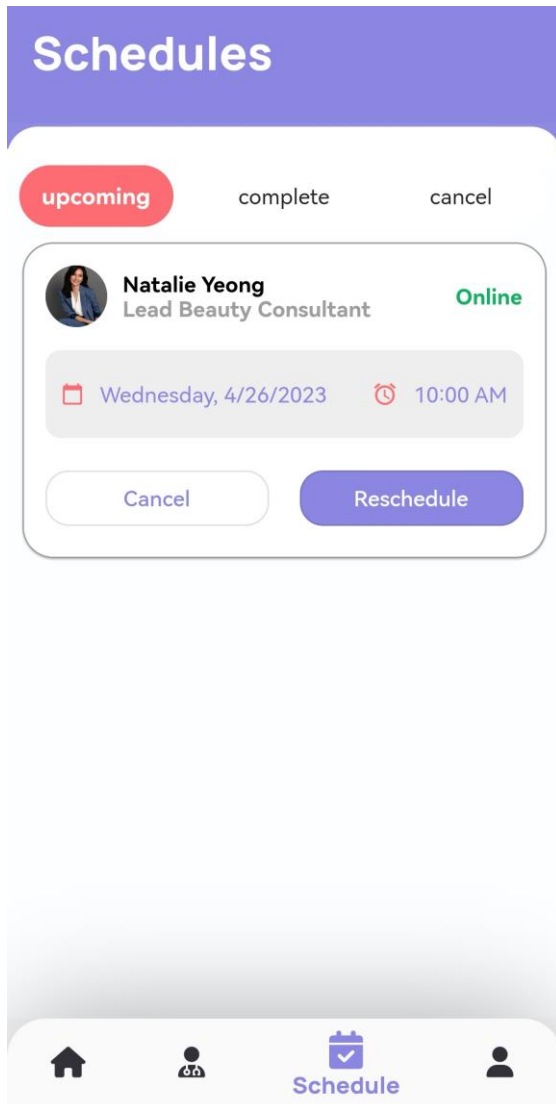 Schedules
upcoming complete cancel
Natalie Yeong
Lead Beauty Consultant
Online
Wednesday, 4/26/2023 10:00 AM
Cancel Reschedule
Schedule